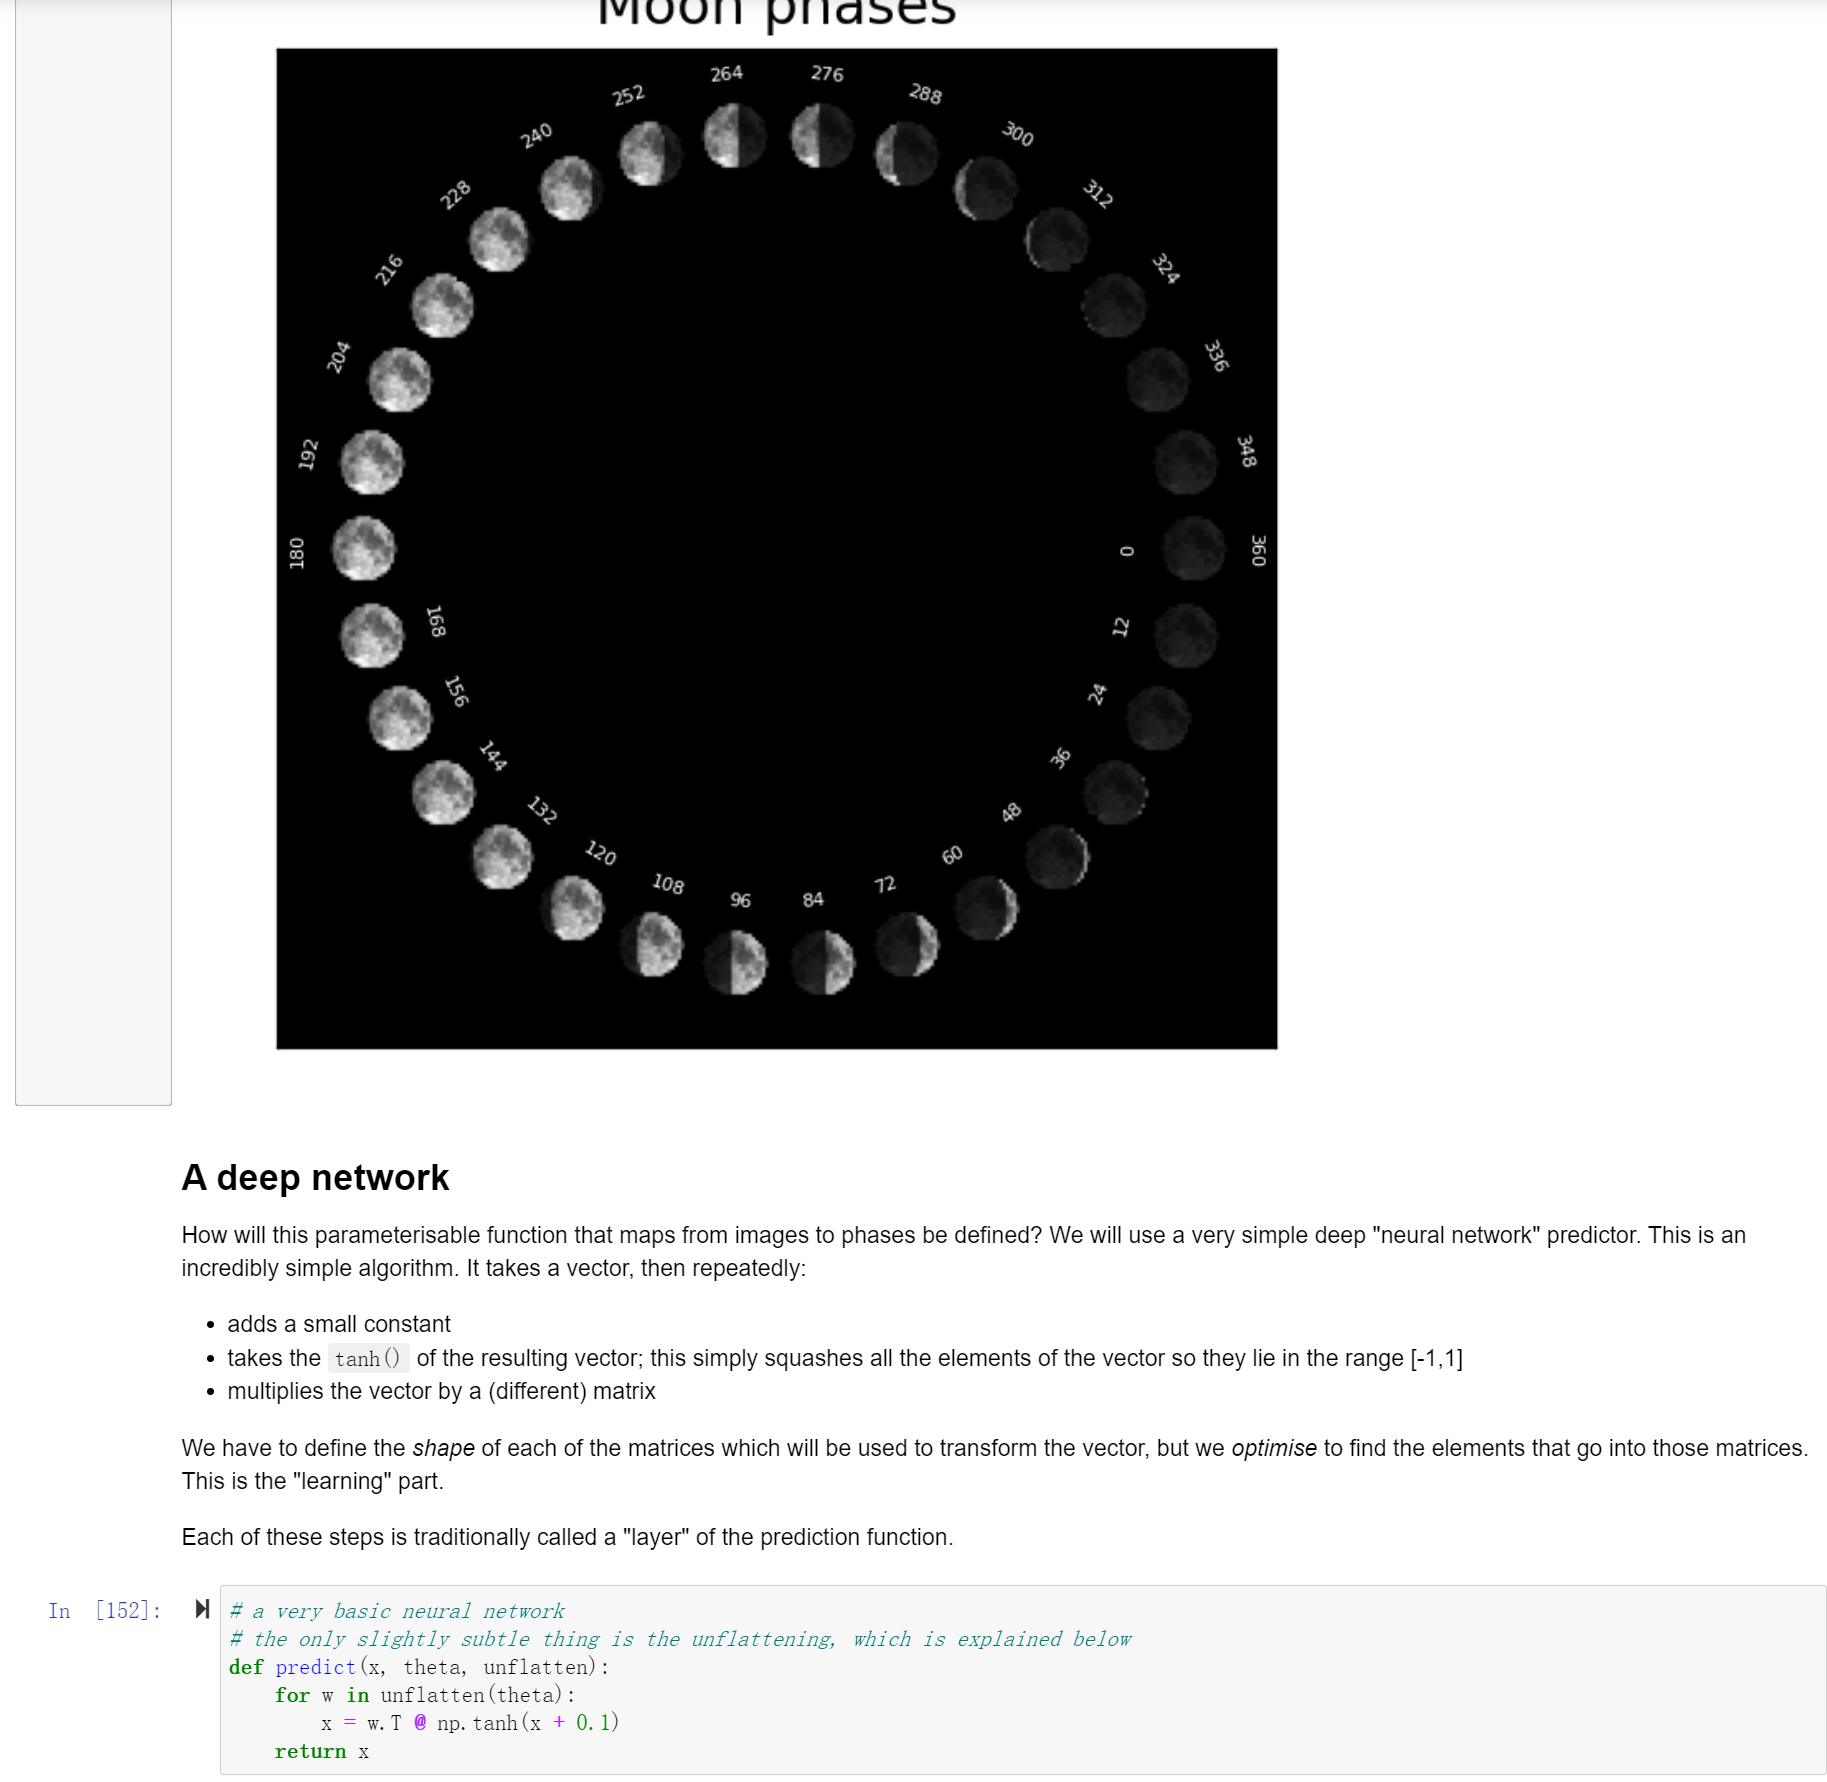 Moon phases
264
276
252
288
240
300
228
312
216
324
204
336
192
348
180
0
360
168
12
156
24
144
36
132
48
120
60
108
72
96
84
A deep network
How will this parameterisable function that maps from images to phases be defined? We will use a very simple deep "neural network" predictor. This is an
incredibly simple algorithm. It takes a vector, then repeatedly:
• adds a small constant
• takes the tanh() of the resulting vector; this simply squashes all the elements of the vector so they lie in the range [-1,1]
• multiplies the vector by a (different) matrix
We have to define the shape of each of the matrices which will be used to transform the vector, but we optimise to find the elements that go into those matrices.
This is the "learning" part.
Each of these steps is traditionally called a "layer" of the prediction function.
In [152]:
# a very basic neural network
# the only slightly subtle thing is the unflattening, which is explained below
def predict(x, theta, unflatten):
    for w in unflatten(theta):
        x = w.T @ np.tanh(x + 0.1)
    return x